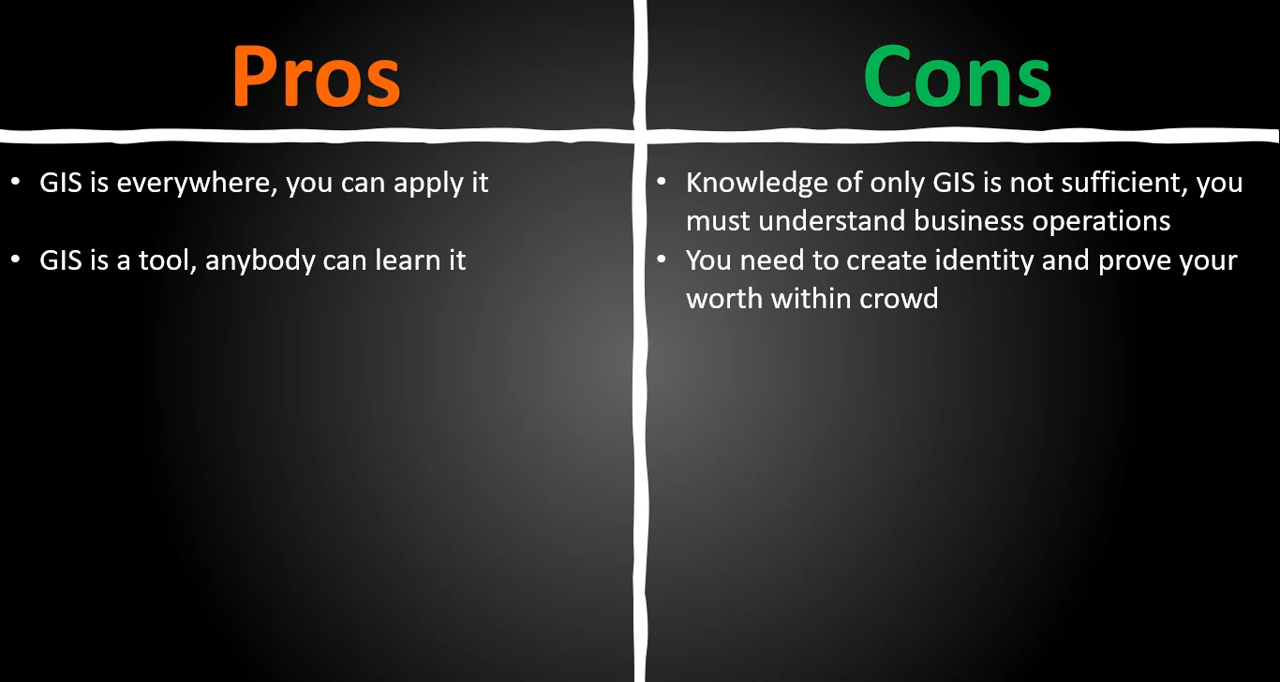 Pros
Cons
• GIS is everywhere, you can apply it
• GIS is a tool, anybody can learn it
• Knowledge of only GIS is not sufficient, you
must understand business operations
• You need to create identity and prove your
worth within crowd